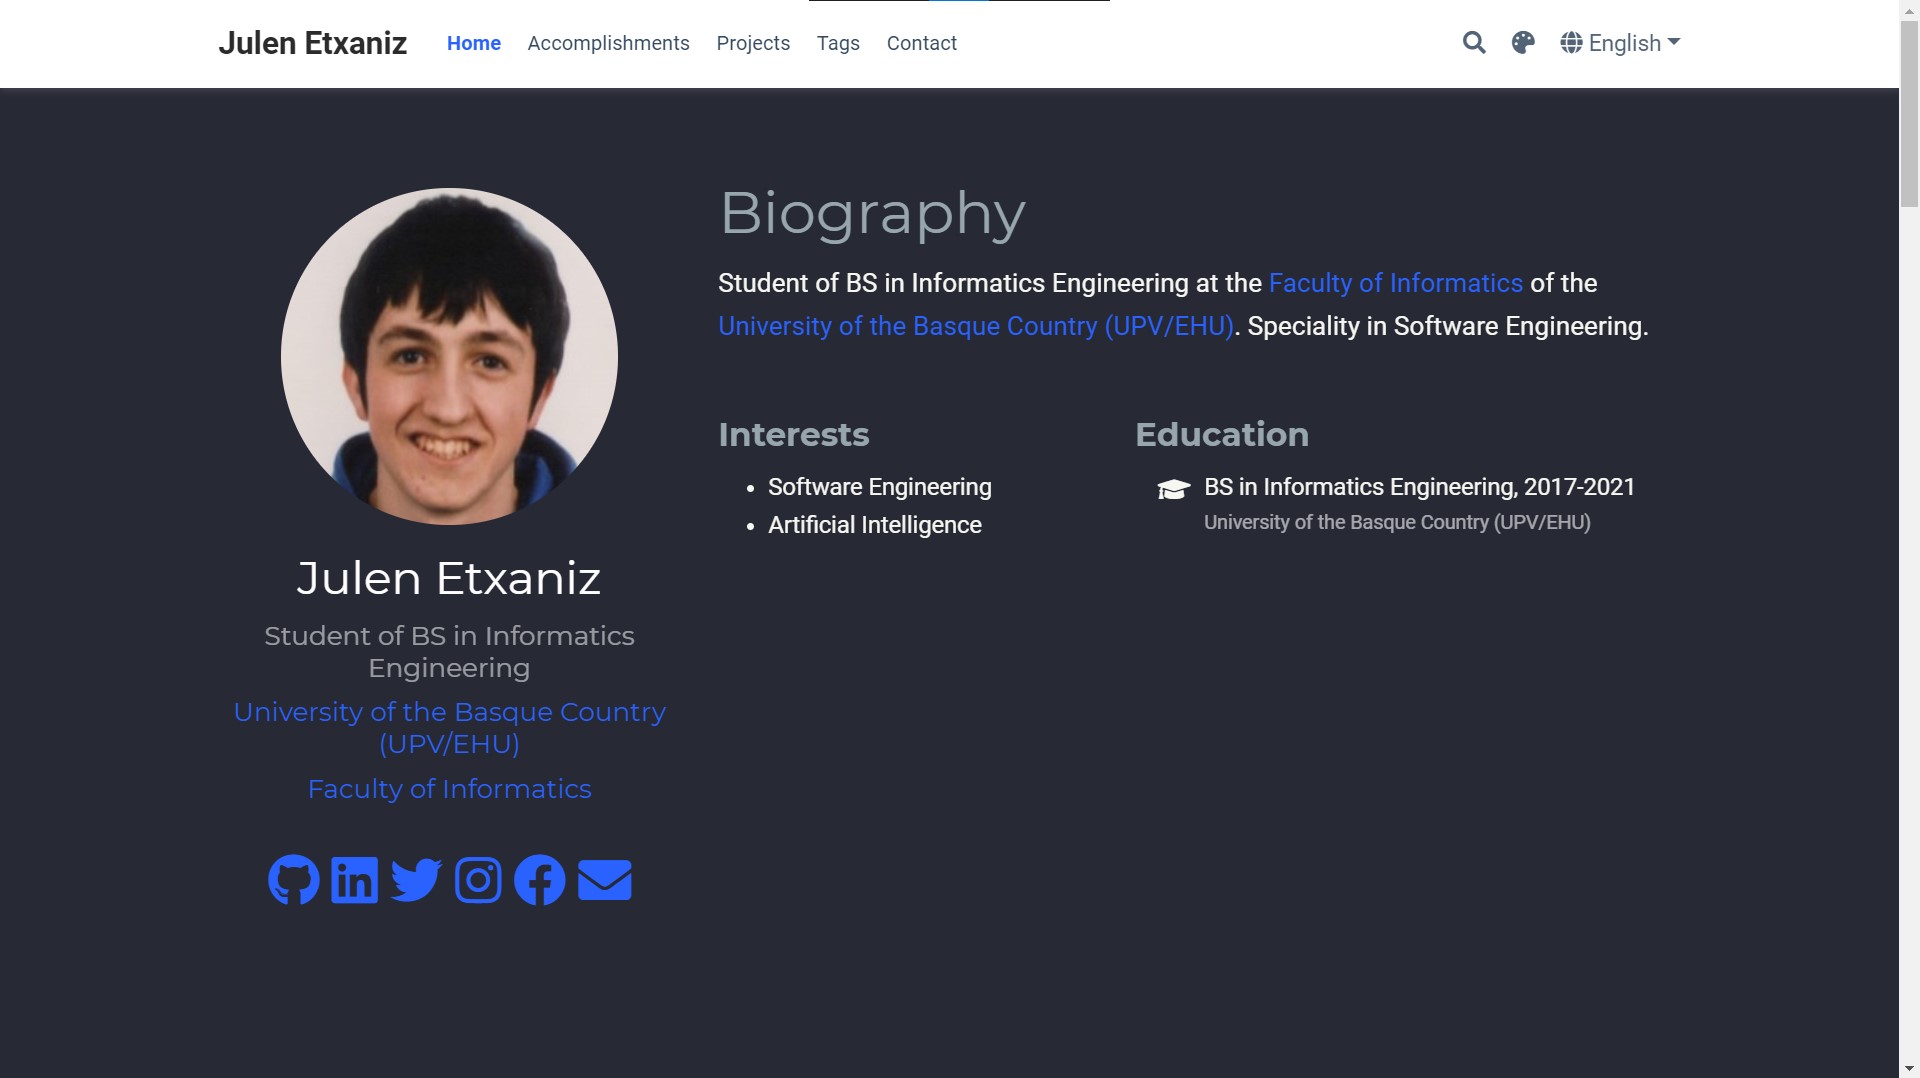 Julen Etxaniz Home Accomplishments Projects Tags Contact English
Biography
Student of BS in Informatics Engineering at the Faculty of Informatics of the
University of the Basque Country (UPV/EHU). Speciality in Software Engineering.
Interests
Software Engineering
Artificial Intelligence
Education
BS in Informatics Engineering, 2017-2021
University of the Basque Country (UPV/EHU)
Julen Etxaniz
Student of BS in Informatics
Engineering
University of the Basque Country
(UPV/EHU)
Faculty of Informatics